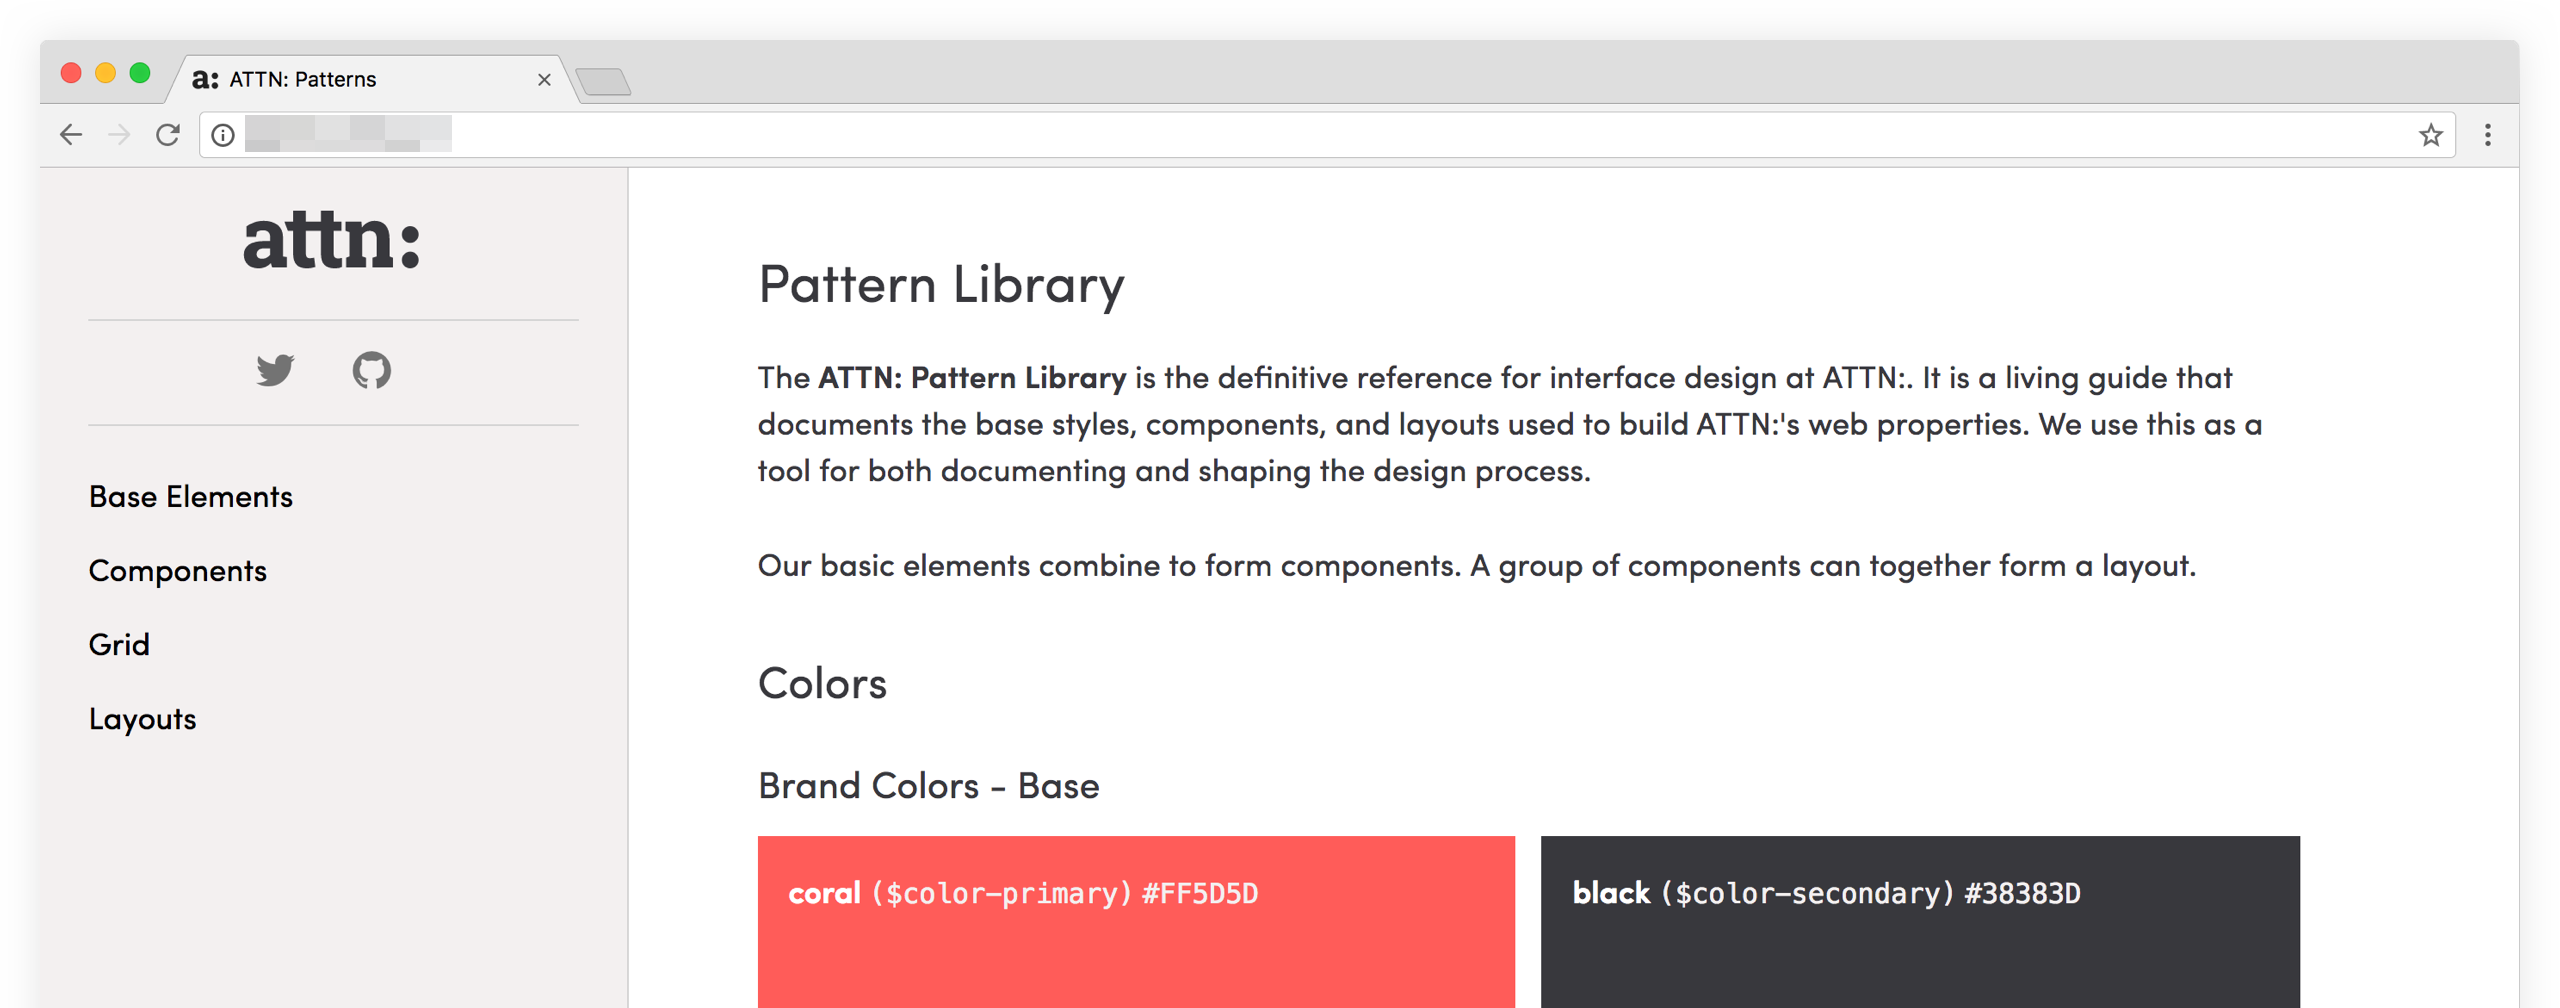 a: ATTN: Patterns
attn:
Base Elements
Components
Grid
Layouts
Pattern Library
The ATTN: Pattern Library is the definitive reference for interface design at ATTN:. It is a living guide that
documents the base styles, components, and layouts used to build ATTN:'s web properties. We use this as a
tool for both documenting and shaping the design process.
Our basic elements combine to form components. A group of components can together form a layout.
Colors
Brand Colors - Base
coral ($color-primary) #FF5D5D
black ($color-secondary) #38383D